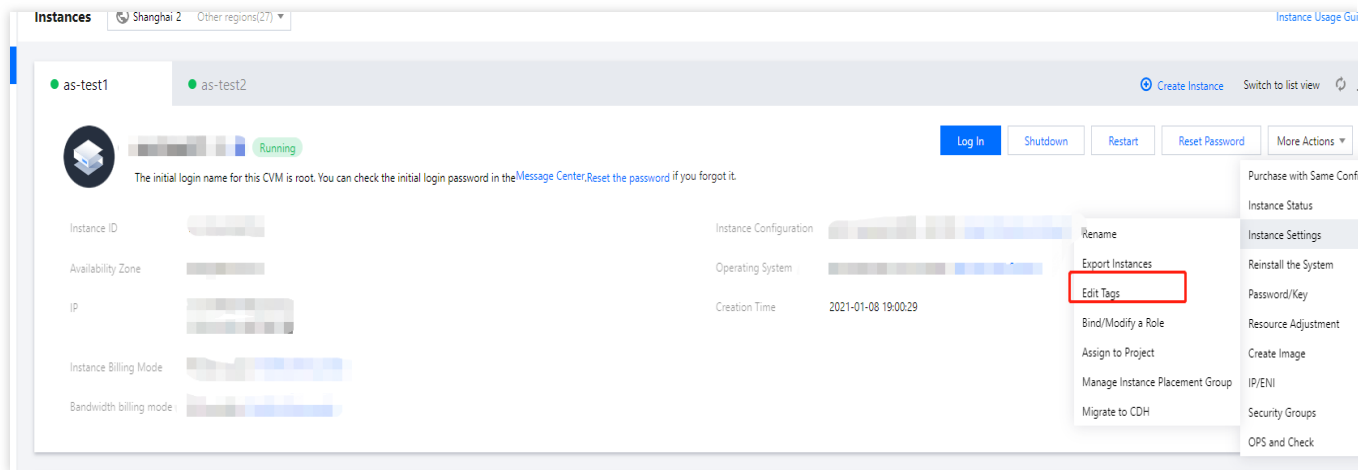 Instances Shanghai 2 Other regions(27) Instance Usage Gui
as-test1 as-test2 Create Instance Switch to list view
Running Log In Shutdown Restart Reset Password More Actions
The initial login name for this CVM is root. You can check the initial login password in the Message Center,Reset the password if you forgot it.
Purchase with Same Confi
Instance Status
Instance Settings
Reinstall the System
Password/Key
Resource Adjustment
Create Image
IP/ENI
Security Groups
OPS and Check
Rename
Export Instances
Edit Tags
Bind/Modify a Role
Assign to Project
Manage Instance Placement Group
Migrate to CDH
Instance ID
Availability Zone
IP
Instance Billing Mode
Bandwidth billing mode
Instance Configuration
Operating System
Creation Time 2021-01-08 19:00:29